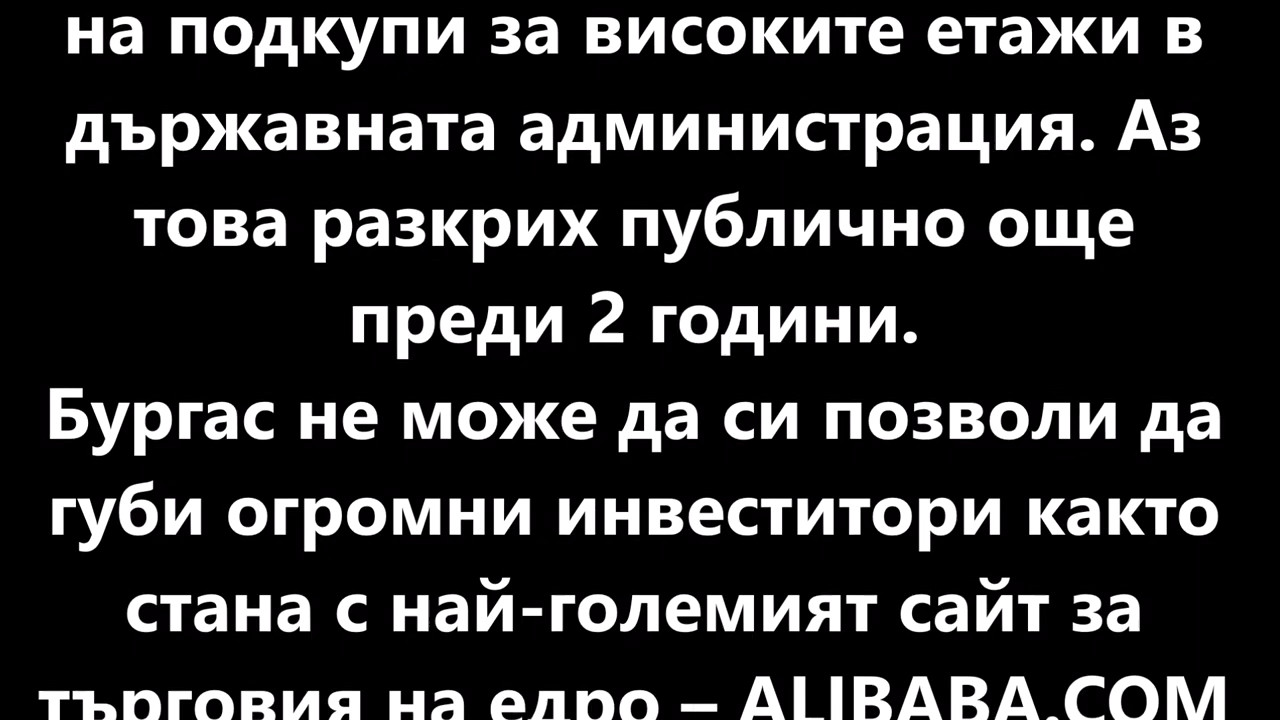 на подкупи за високите етажи в
държавната администрация. Аз
това разкрих публично още
преди 2 години.
Бургас не може да си позволи да
губи огромни инвеститори както
стана с най-големият сайт за
търговия на едро – ALIBABA.COM